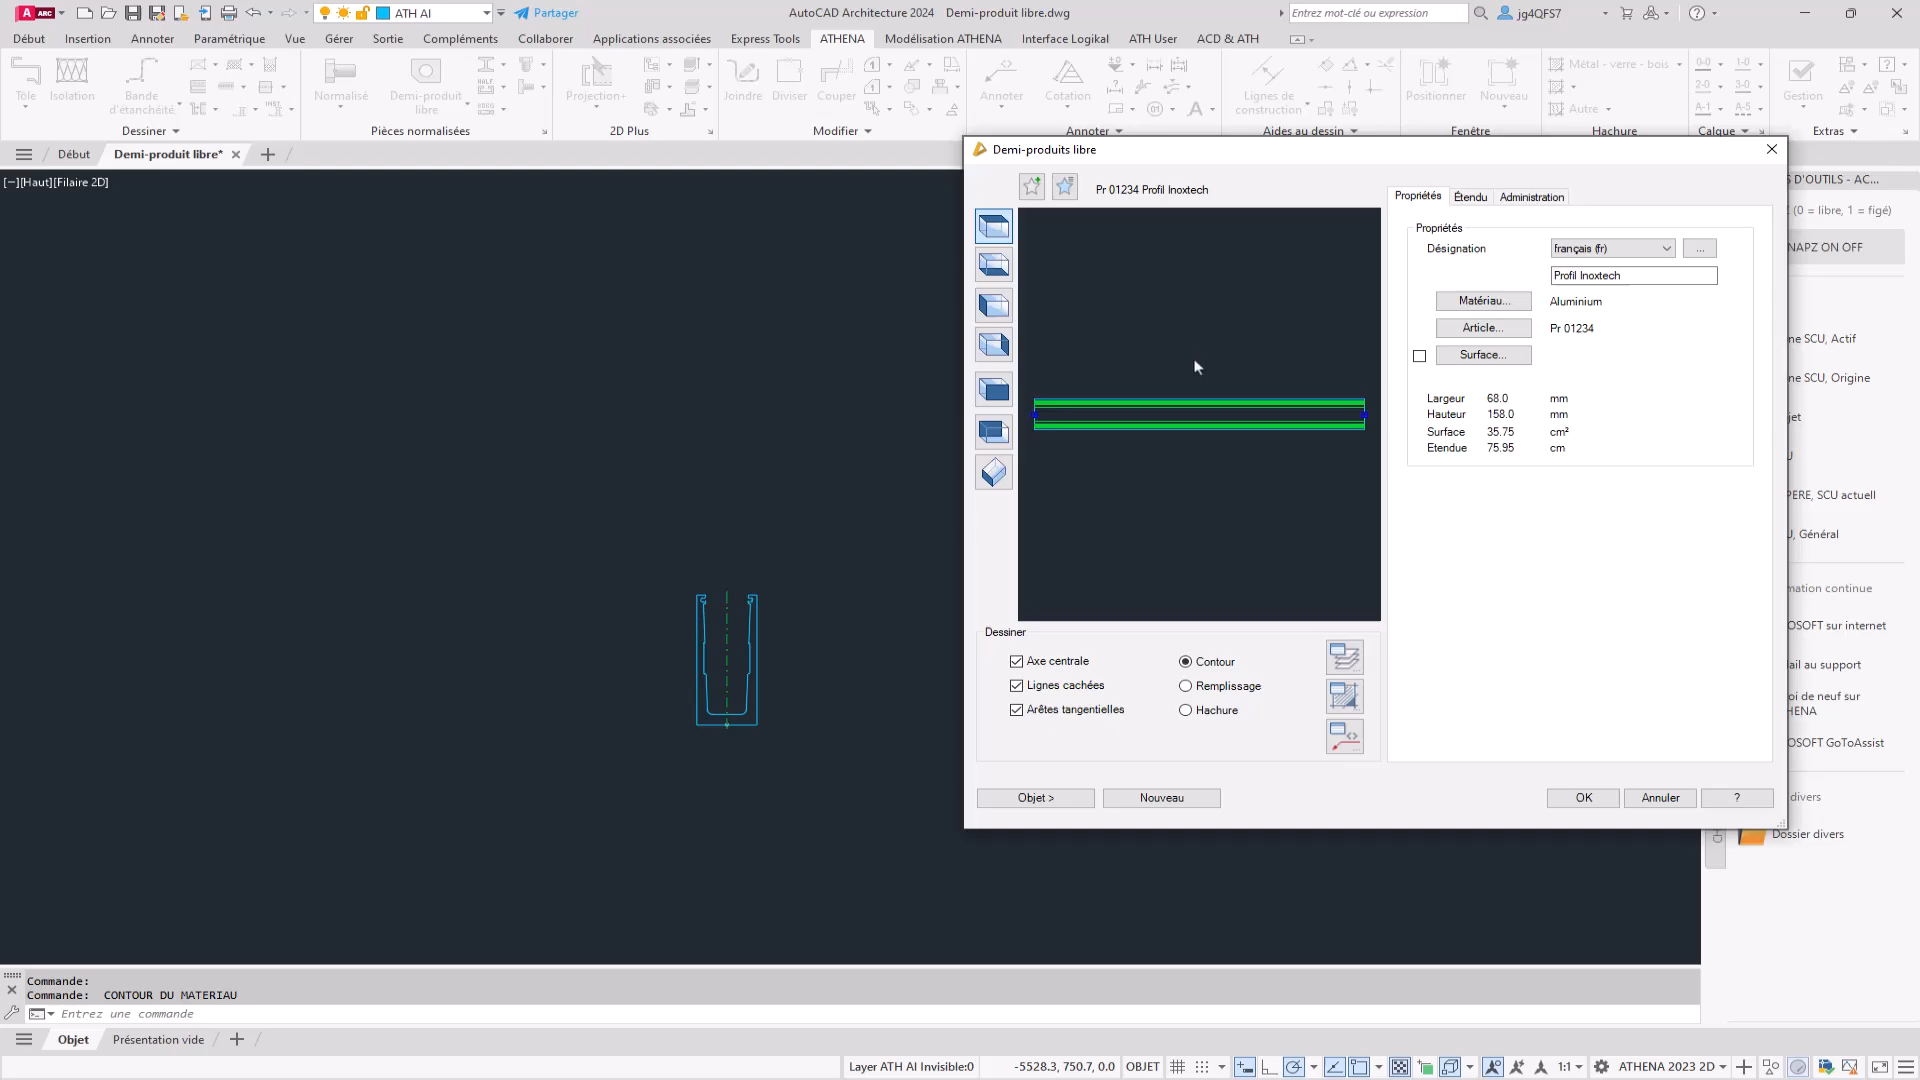 ARC
ATH AI
Partager
AutoCAD Architecture 2024 Demi-produit libre.dwg
Entrez mot-clé ou expression
jg4QFS7
Début Insertion Annoter Paramétrique Vue Gérer Sortie Compléments Collaborer Applications associées Express Tools ATHENA Modélisation ATHENA Interface Logikal ATH User ACD & ATH
Tôle
Isolation
Bande
d'étanchéité
Normalisé
Demi-produit
libre
Projection+
Joindre
Diviser
Couper
Annoter
Cotation
Lignes de
construction
Positionner
Nouveau
Métal - verre - bois
Autre
Gestion
Dessiner
Pièces normalisées
2D Plus
Modifier
Annoter
Aides au dessin
Fenêtre
Hachure
Calque
Extras
Début
Demi-produit libre*
[−][Haut][Filaire 2D]
Demi-produits libre
Pr 01234 Profil Inoxtech
Propriétés
Étendu
Administration
Propriétés
Désignation
français (fr)
...
Profil Inoxtech
Matériau...
Aluminium
Article...
Pr 01234
Surface...
Largeur 68.0 mm
Hauteur 158.0 mm
Surface 35.75 cm²
Etendue 75.95 cm
Dessiner
Axe centrale
Contour
Lignes cachées
Remplissage
Arêtes tangentielles
Hachure
Objet >
Nouveau
OK
Annuler
?
S D'OUTILS - AC...
(0 = libre, 1 = figé)
NAPZ ON OFF
ne SCU, Actif
ne SCU, Origine
jet
PERE, SCU actuell
U, Général
mation continue
OSOFT sur internet
ail au support
oi de neuf sur
HENA
OSOFT GoToAssist
divers
Dossier divers
Commande:
Commande: CONTOUR DU MATERIAU
Entrez une commande
Objet
Présentation vide
Layer ATH AI Invisible:0
-5528.3, 750.7, 0.0
OBJET
1:1
ATHENA 2023 2D